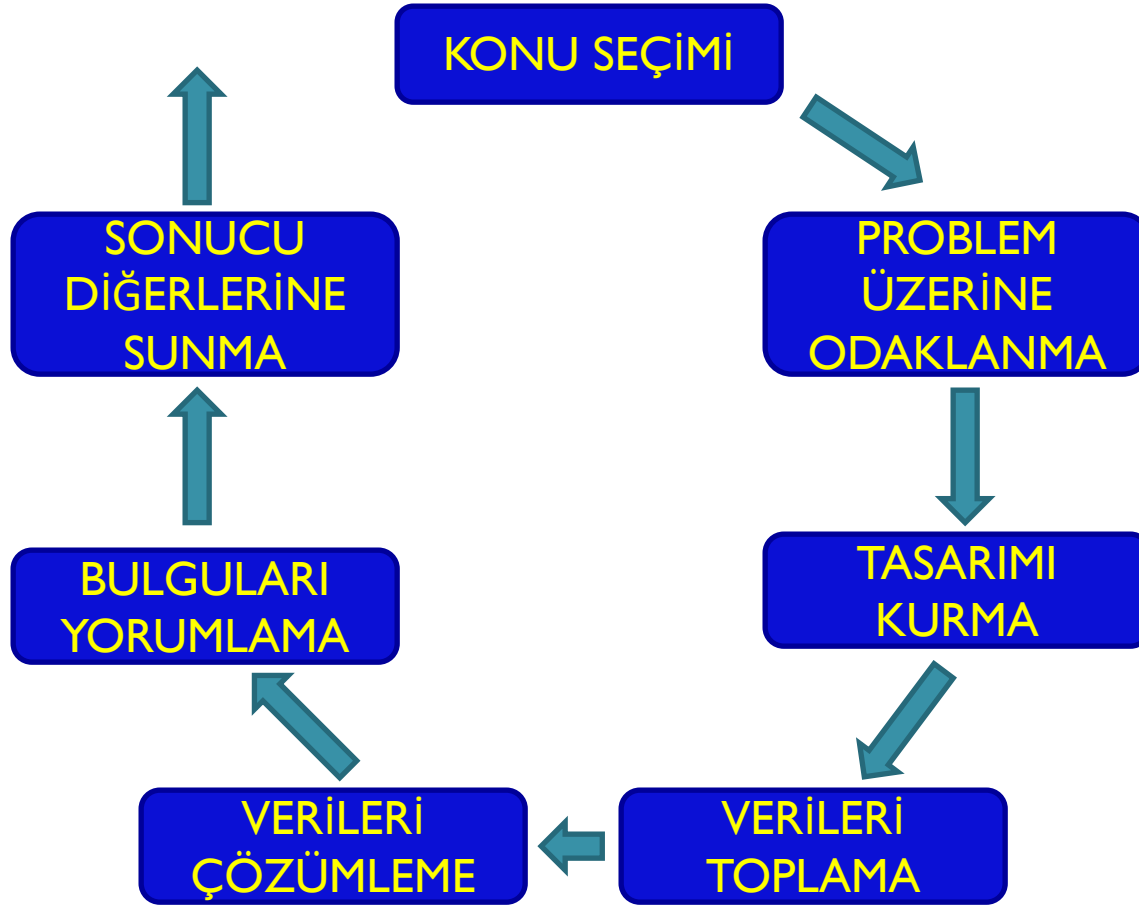 KONU SEÇİMİ
PROBLEM
ÜZERİNE
ODAKLANMA
TASARIMI
KURMA
VERİLERİ
TOPLAMA
VERİLERİ
ÇÖZÜMLEME
BULGULARI
YORUMLAMA
SONUCU
DİĞERLERİNE
SUNMA